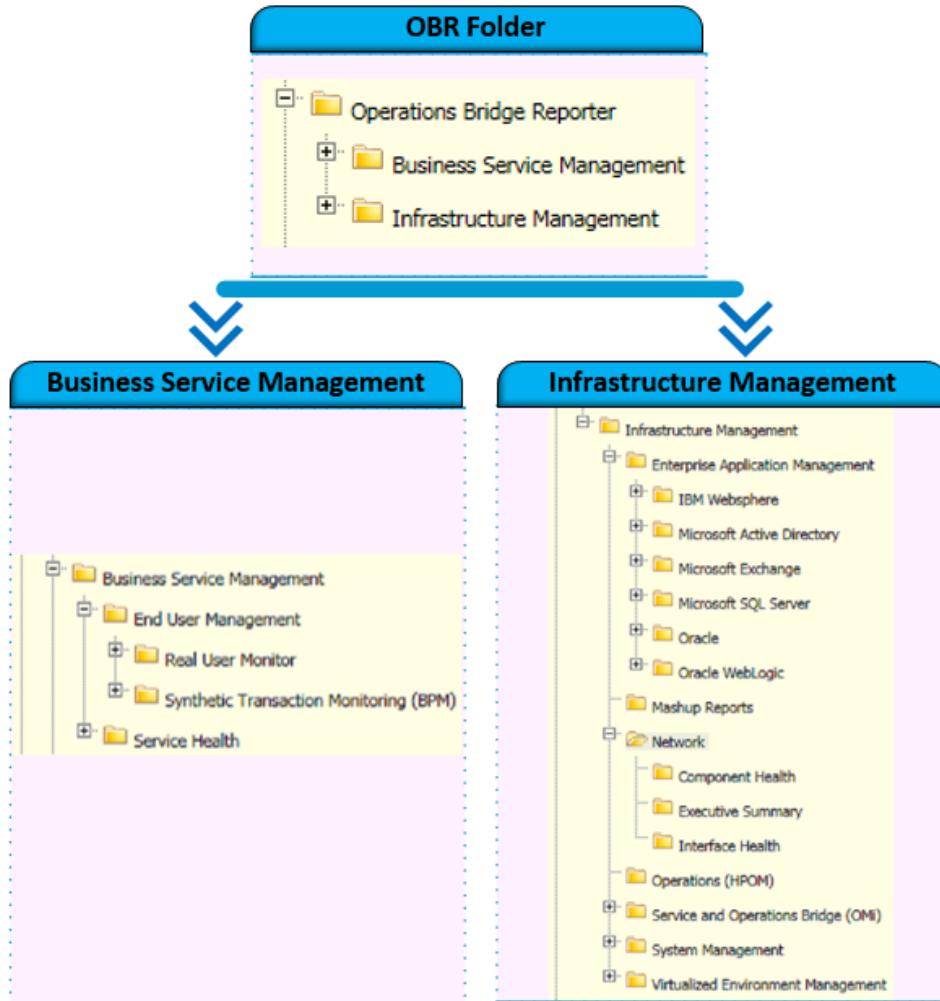 OBR Folder
Operations Bridge Reporter
Business Service Management
Infrastructure Management
Business Service Management
Business Service Management
End User Management
Real User Monitor
Synthetic Transaction Monitoring (BPM)
Service Health
Infrastructure Management
Infrastructure Management
Enterprise Application Management
IBM Websphere
Microsoft Active Directory
Microsoft Exchange
Microsoft SQL Server
Oracle
Oracle WebLogic
Mashup Reports
Network
Component Health
Executive Summary
Interface Health
Operations (HPOM)
Service and Operations Bridge (OMi)
System Management
Virtualized Environment Management